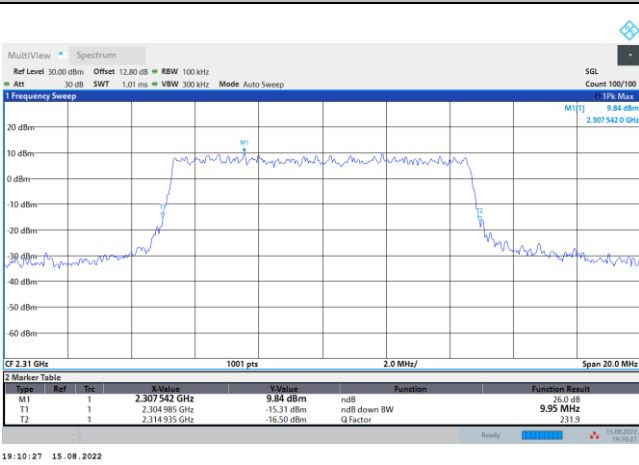 MultiView Spectrum
Ref Level 30.00 dBm Offset 12.80 dB RBW 100 kHz SGL
Att 30 dB SWT 1.01 ms VBW 300 kHz Mode Auto Sweep Count 100/100
1 Frequency Sweep 1Pk Max
M1[1] 9.84 dBm
2.307 542 0 GHz
20 dBm
M1
10 dBm
0 dBm
-10 dBm
T1
T2
-20 dBm
-30 dBm
-40 dBm
-50 dBm
-60 dBm
CF 2.31 GHz 1001 pts 2.0 MHz/ Span 20.0 MHz
2 Marker Table
Type Ref Trc X-Value Y-Value Function Function Result
M1 1 2.307 542 GHz 9.84 dBm ndB 26.0 dB
T1 1 2.304 985 GHz -15.31 dBm ndB down BW 9.95 MHz
T2 1 2.314 935 GHz -16.50 dBm Q Factor 231.9
Ready 15.08.2022
19:10:27
19:10:27 15.08.2022